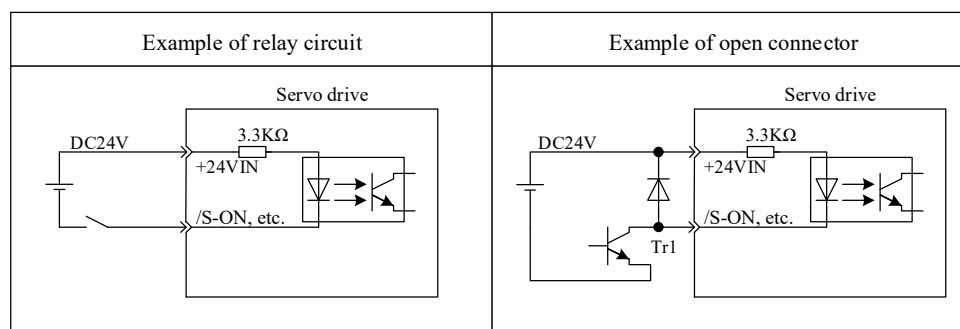 Example of relay circuit
Example of open connector
Servo drive
DC24V
3.3KΩ
+24VIN
/S-ON, etc.
Servo drive
DC24V
3.3KΩ
+24VIN
/S-ON, etc.
Tr1